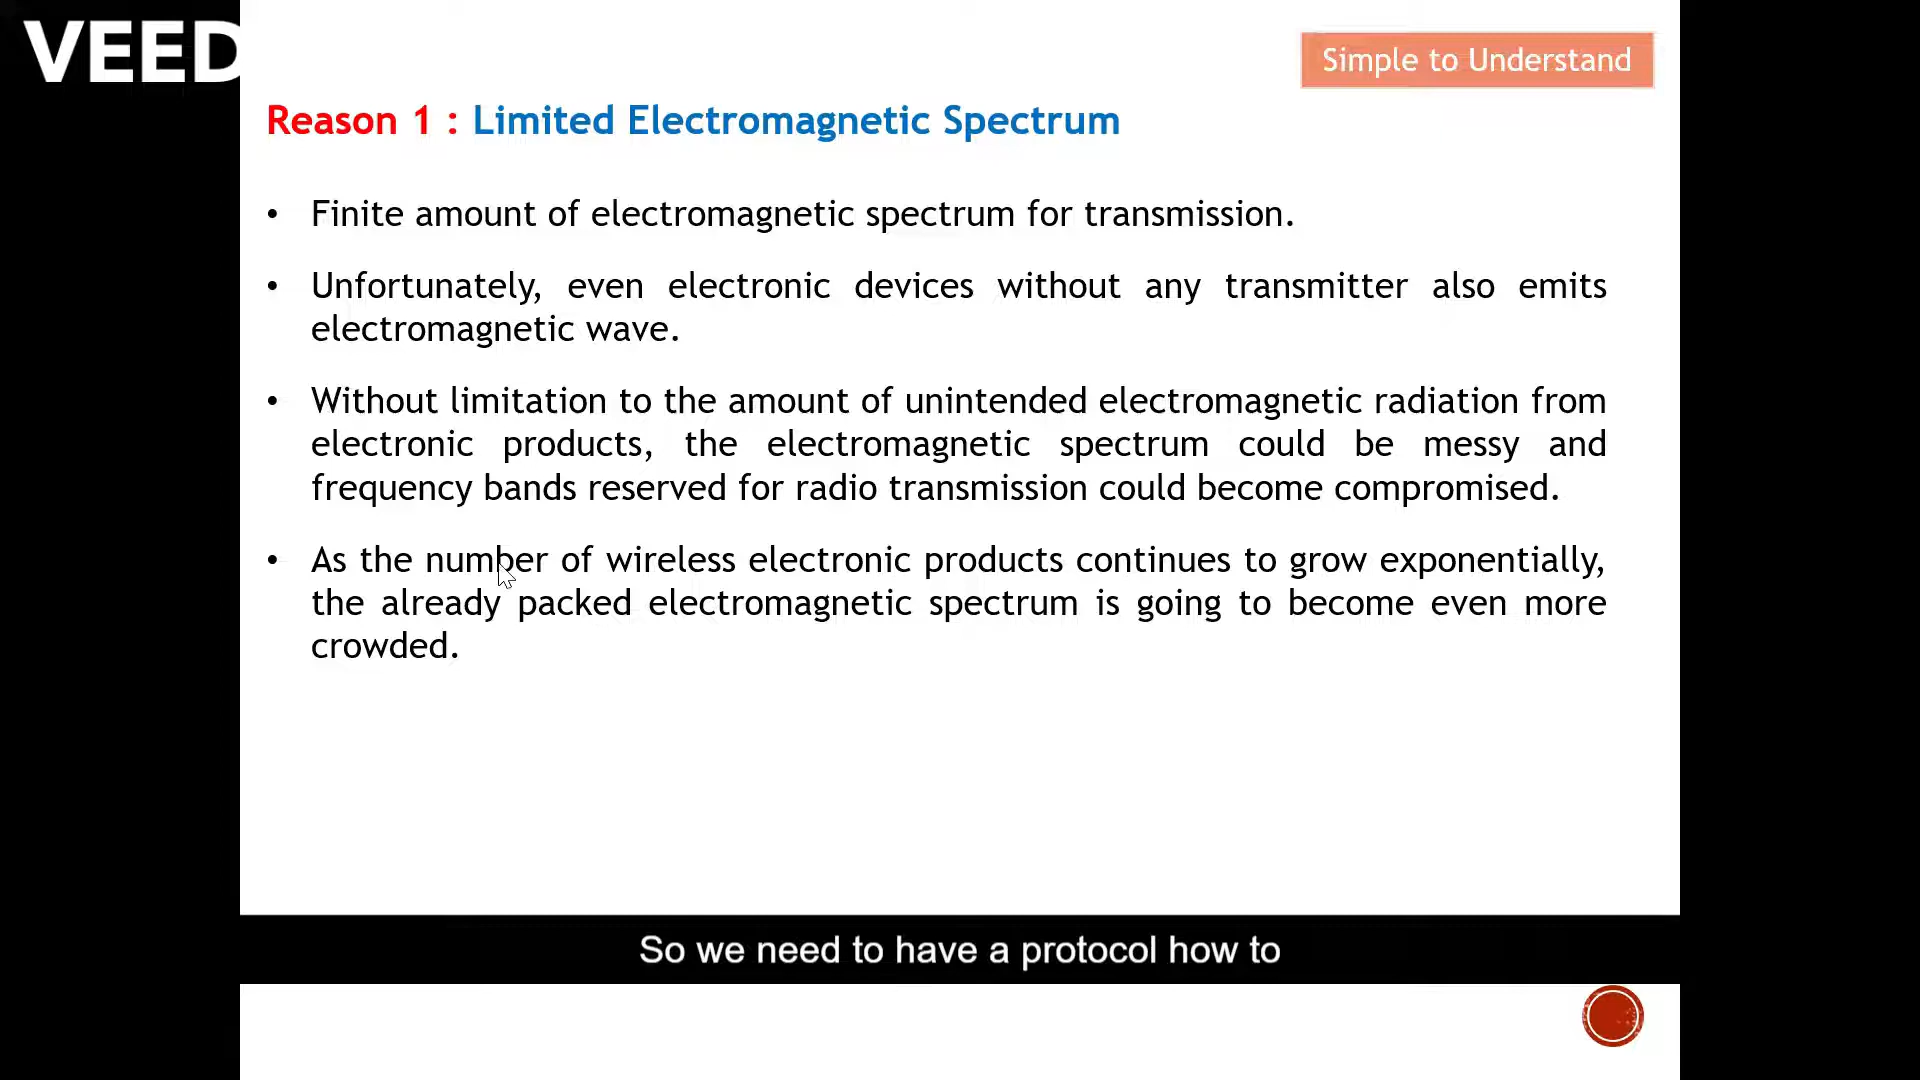 VEED
Simple to Understand
Reason 1 : Limited Electromagnetic Spectrum
• Finite amount of electromagnetic spectrum for transmission.
• Unfortunately, even electronic devices without any transmitter also emits
electromagnetic wave.
• Without limitation to the amount of unintended electromagnetic radiation from
electronic products, the electromagnetic spectrum could be messy and
frequency bands reserved for radio transmission could become compromised.
• As the number of wireless electronic products continues to grow exponentially,
the already packed electromagnetic spectrum is going to become even more
crowded.
So we need to have a protocol how to